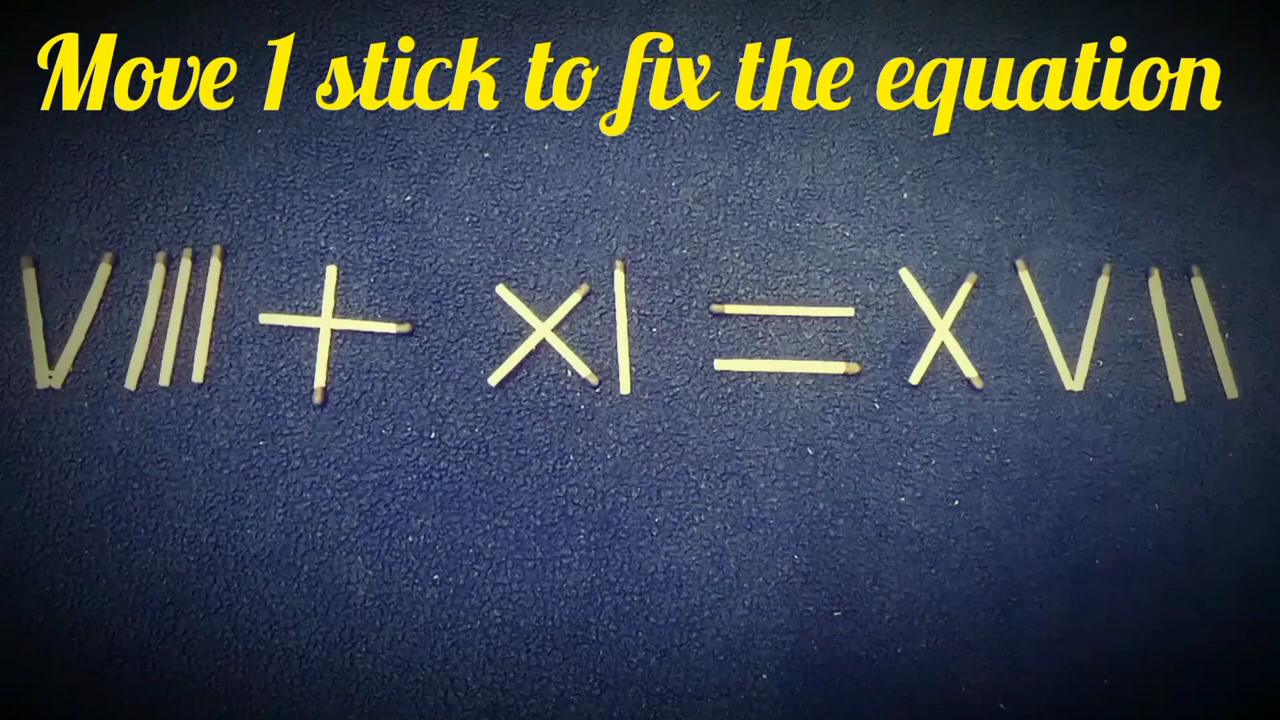 Move 1 stick to fix the equation
VIII + XI = XVII